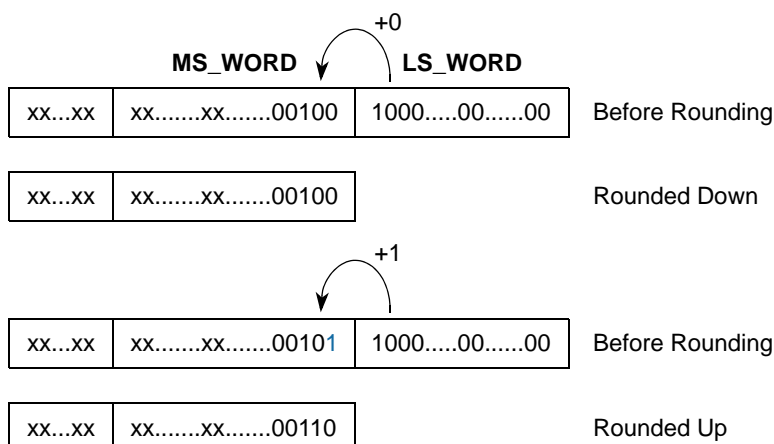 +0
MS_WORD LS_WORD
xx...xx xx.......xx.......00100 1000.....00......00 Before Rounding
xx...xx xx.......xx.......00100 Rounded Down
+1
xx...xx xx.......xx.......00101 1000.....00......00 Before Rounding
xx...xx xx.......xx.......00110 Rounded Up